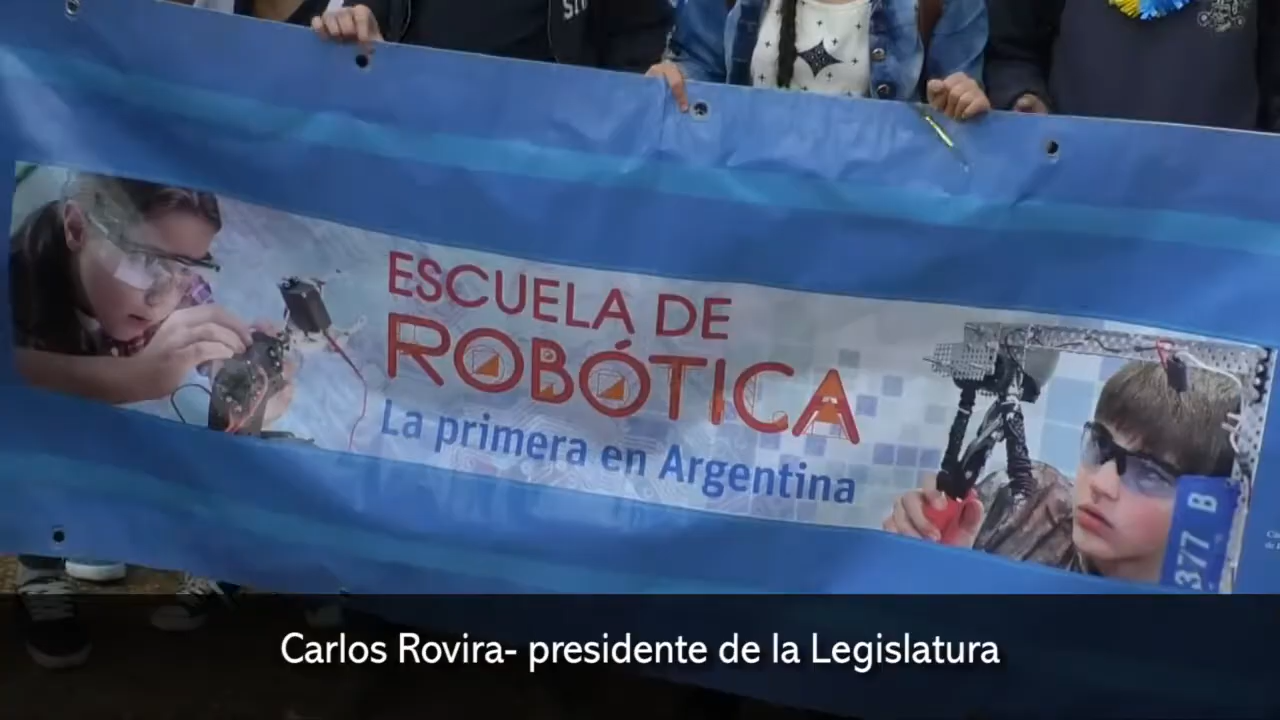 ESCUELA DE
ROBÓTICA
La primera en Argentina
377 B
Carlos Rovira- presidente de la Legislatura